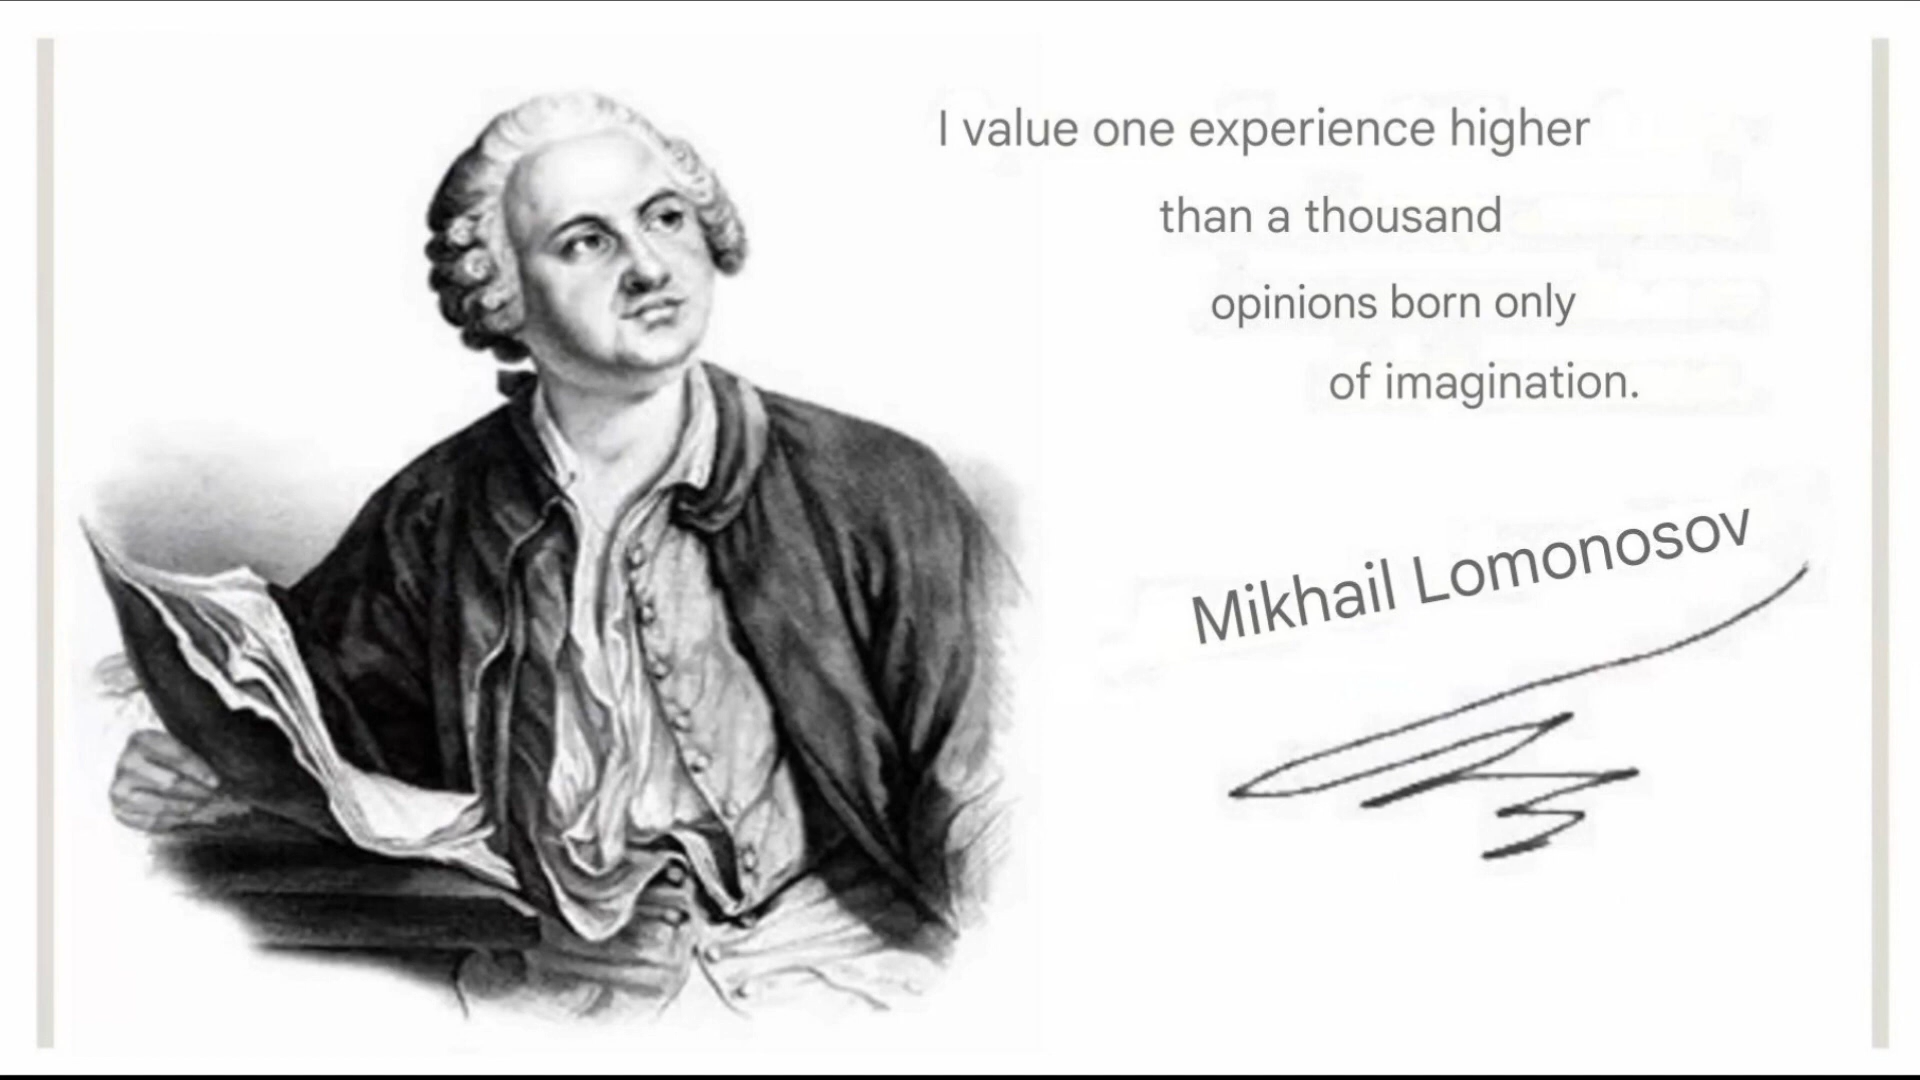 I value one experience higher
than a thousand
opinions born only
of imagination.
Mikhail Lomonosov